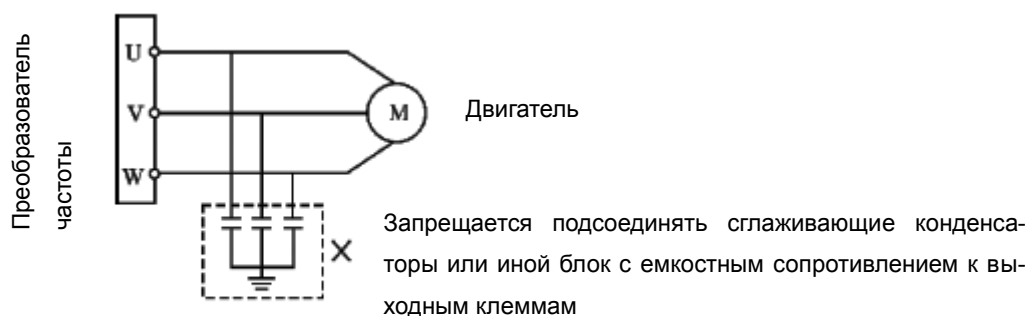 Преобразователь
частоты
U
V
W
M
Двигатель
Запрещается подсоединять сглаживающие конденса-
торы или иной блок с емкостным сопротивлением к вы-
ходным клеммам